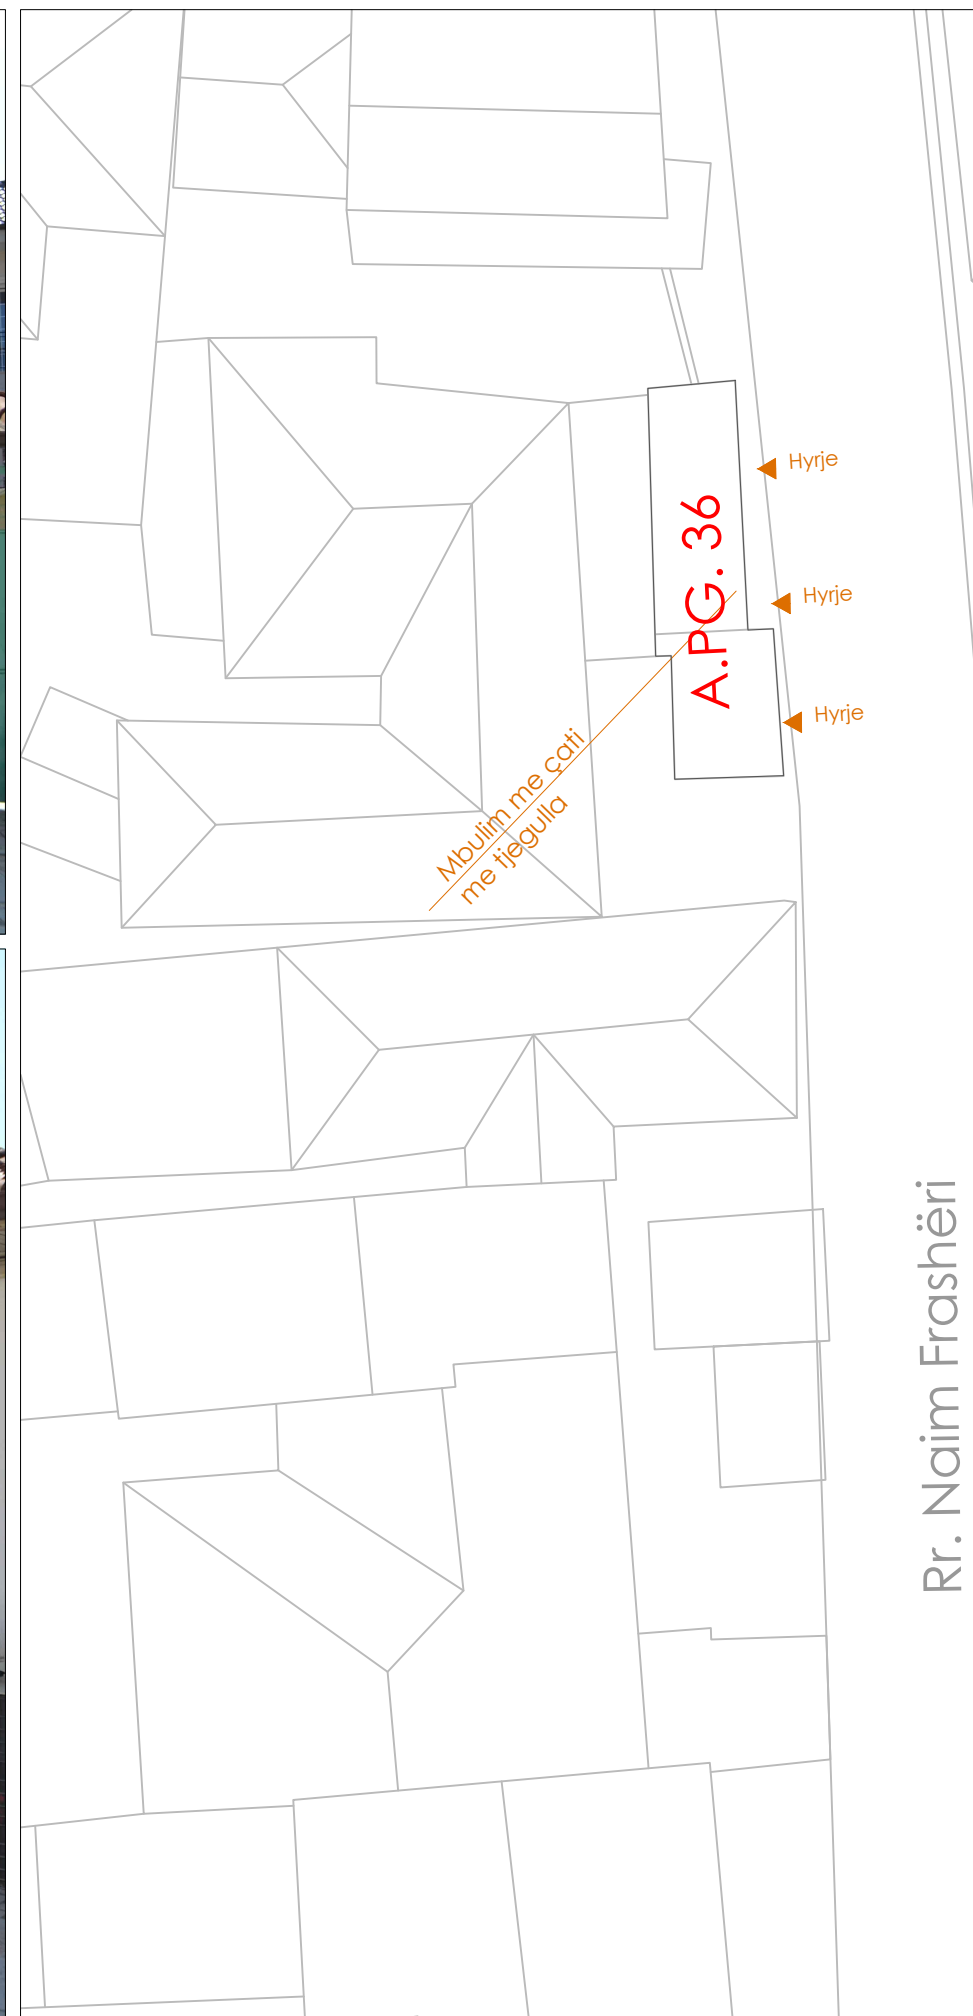 Hyrje
A.PG. 36
Hyrje
Hyrje
Mbulim me çati
me tjegulla
Rr. Naim Frashëri